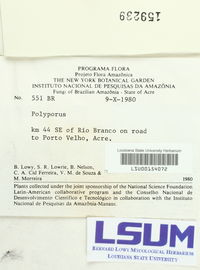 159239
PROGRAMA FLORA
Projeto Flora Amazônica
THE NEW YORK BOTANICAL GARDEN
INSTITUTO NACIONAL DE PESQUISAS DA AMAZÔNIA
Fungi of Brazilian Amazônia - State of Acre
No. 551 BR 9-X-1980
Polyporus
km 44 SE of Rio Branco on road
to Porto Velho, Acre,
Louisiana State University Herbarium
LSU00154072
B. Lowy, S. R. Lowrie, B. Nelson,
C. A. Cid Ferreira, V. M. de Souza &
M. Moreira 1980
Plants collected under the joint sponsorship of the National Science Foundation
Latin-American collaborative program and the Conselho Nacional de
Desenvolvimento Científico e Tecnológico in collaboration with the Instituto
Nacional de Pesquisas da Amazônia-Manaus.
LSUM
BERNARD LOWY MYCOLOGICAL HERBARIUM
LOUISIANA STATE UNIVERSITY